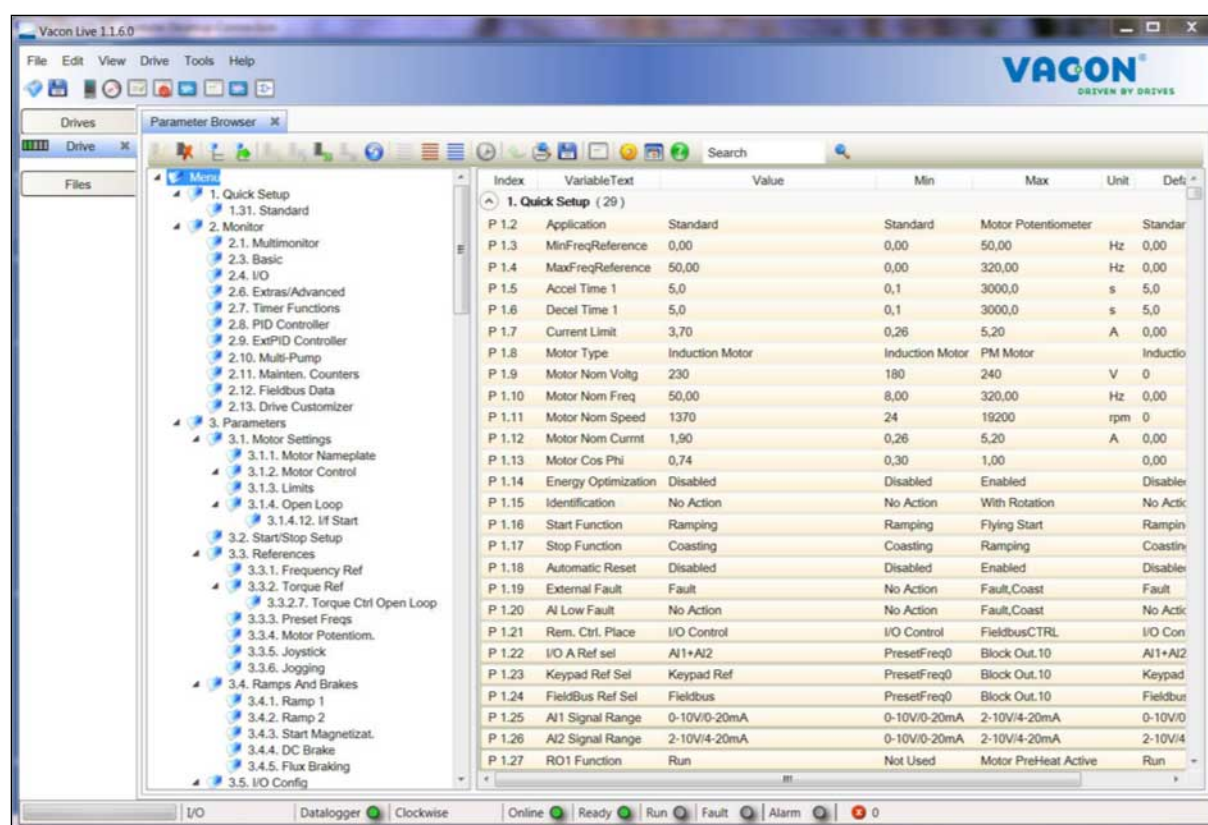 Vacon Live 1.1.6.0
File Edit View Drive Tools Help
VACON®
DRIVEN BY DRIVES
Drives
Drive
Files
Parameter Browser
Search
Menu
1. Quick Setup
1.31. Standard
2. Monitor
2.1. Multimonitor
2.3. Basic
2.4. I/O
2.6. Extras/Advanced
2.7. Timer Functions
2.8. PID Controller
2.9. ExtPID Controller
2.10. Multi-Pump
2.11. Mainten. Counters
2.12. Fieldbus Data
2.13. Drive Customizer
3. Parameters
3.1. Motor Settings
3.1.1. Motor Nameplate
3.1.2. Motor Control
3.1.3. Limits
3.1.4. Open Loop
3.1.4.12. I/f Start
3.2. Start/Stop Setup
3.3. References
3.3.1. Frequency Ref
3.3.2. Torque Ref
3.3.2.7. Torque Ctrl Open Loop
3.3.3. Preset Freqs
3.3.4. Motor Potentiom.
3.3.5. Joystick
3.3.6. Jogging
3.4. Ramps And Brakes
3.4.1. Ramp 1
3.4.2. Ramp 2
3.4.3. Start Magnetizat.
3.4.4. DC Brake
3.4.5. Flux Braking
3.5. I/O Config
Index VariableText Value Min Max Unit Defa
1. Quick Setup ( 29 )
P 1.2 Application Standard Standard Motor Potentiometer Standar
P 1.3 MinFreqReference 0,00 0,00 50,00 Hz 0,00
P 1.4 MaxFreqReference 50,00 0,00 320,00 Hz 0,00
P 1.5 Accel Time 1 5,0 0,1 3000,0 s 5,0
P 1.6 Decel Time 1 5,0 0,1 3000,0 s 5,0
P 1.7 Current Limit 3,70 0,26 5,20 A 0,00
P 1.8 Motor Type Induction Motor Induction Motor PM Motor Inductio
P 1.9 Motor Nom Voltg 230 180 240 V 0
P 1.10 Motor Nom Freq 50,00 8,00 320,00 Hz 0,00
P 1.11 Motor Nom Speed 1370 24 19200 rpm 0
P 1.12 Motor Nom Currnt 1,90 0,26 5,20 A 0,00
P 1.13 Motor Cos Phi 0,74 0,30 1,00 0,00
P 1.14 Energy Optimization Disabled Disabled Enabled Disable
P 1.15 Identification No Action No Action With Rotation No Actic
P 1.16 Start Function Ramping Ramping Flying Start Rampin
P 1.17 Stop Function Coasting Coasting Ramping Coastin
P 1.18 Automatic Reset Disabled Disabled Enabled Disable
P 1.19 External Fault Fault No Action Fault,Coast Fault
P 1.20 AI Low Fault No Action No Action Fault,Coast No Actic
P 1.21 Rem. Ctrl. Place I/O Control I/O Control FieldbusCTRL I/O Con
P 1.22 I/O A Ref sel AI1+AI2 PresetFreq0 Block Out.10 AI1+AI2
P 1.23 Keypad Ref Sel Keypad Ref PresetFreq0 Block Out.10 Keypad
P 1.24 FieldBus Ref Sel Fieldbus PresetFreq0 Block Out.10 Fieldbus
P 1.25 AI1 Signal Range 0-10V/0-20mA 0-10V/0-20mA 2-10V/4-20mA 0-10V/0
P 1.26 AI2 Signal Range 2-10V/4-20mA 0-10V/0-20mA 2-10V/4-20mA 2-10V/4
P 1.27 RO1 Function Run Not Used Motor PreHeat Active Run
I/O Datalogger Clockwise Online Ready Run Fault Alarm 0